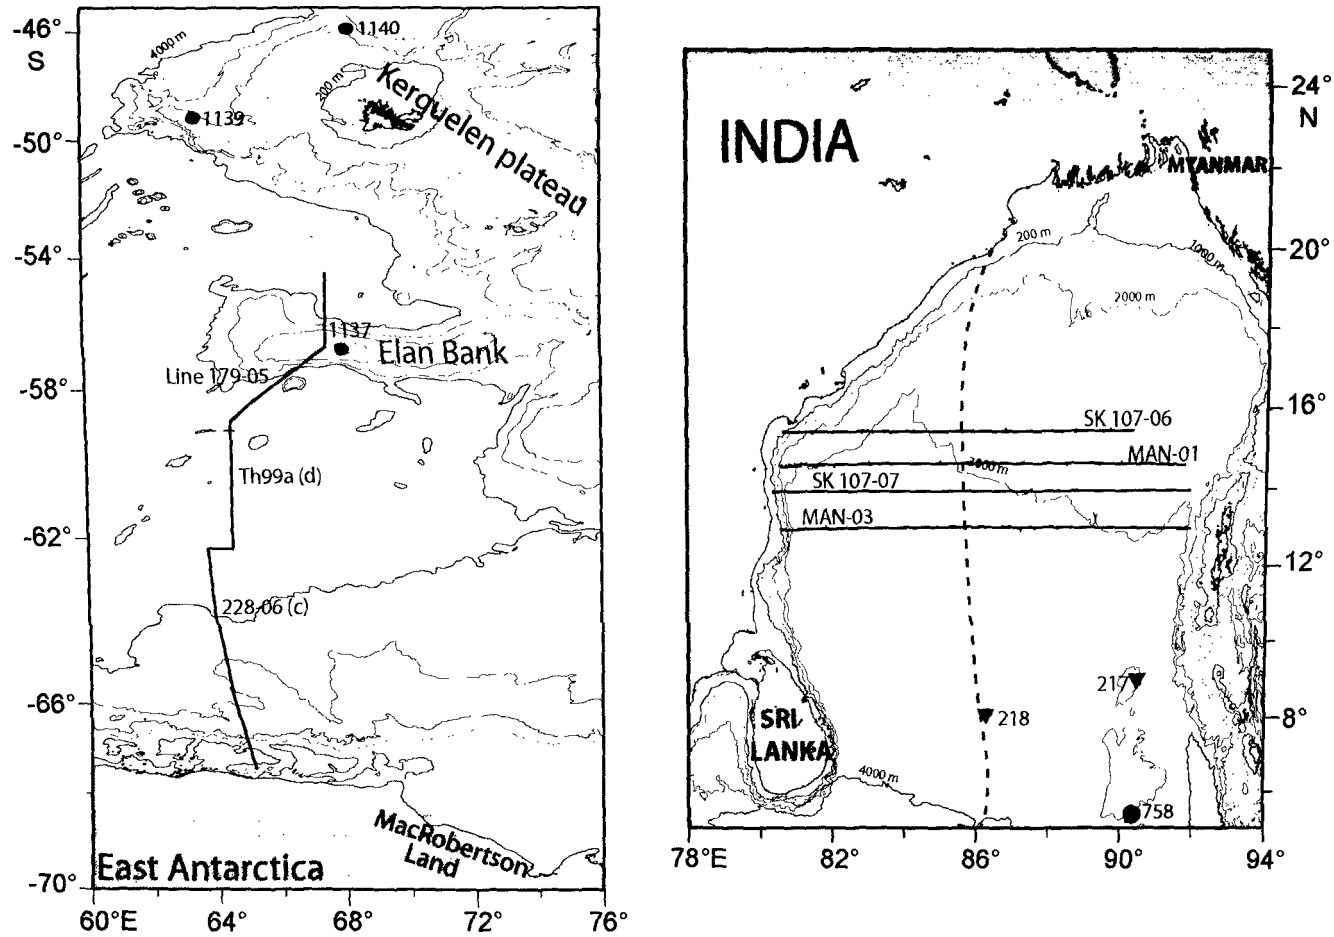 -46°
S
4000 m
1140
200 m
Kerguelen plateau
1139
-50°
-54°
1137
Elan Bank
Line 179-05
-58°
Th99a (d)
-62°
228-06 (c)
-66°
MacRobertson
Land
East Antarctica
-70°
60°E
64°
68°
72°
76°
24°
N
INDIA
MYANMAR
200 m
1000 m
20°
2000 m
16°
SK 107-06
MAN-01
SK 107-07
MAN-03
12°
217
218
SRI
LANKA
8°
4000 m
758
78°E
82°
86°
90°
94°